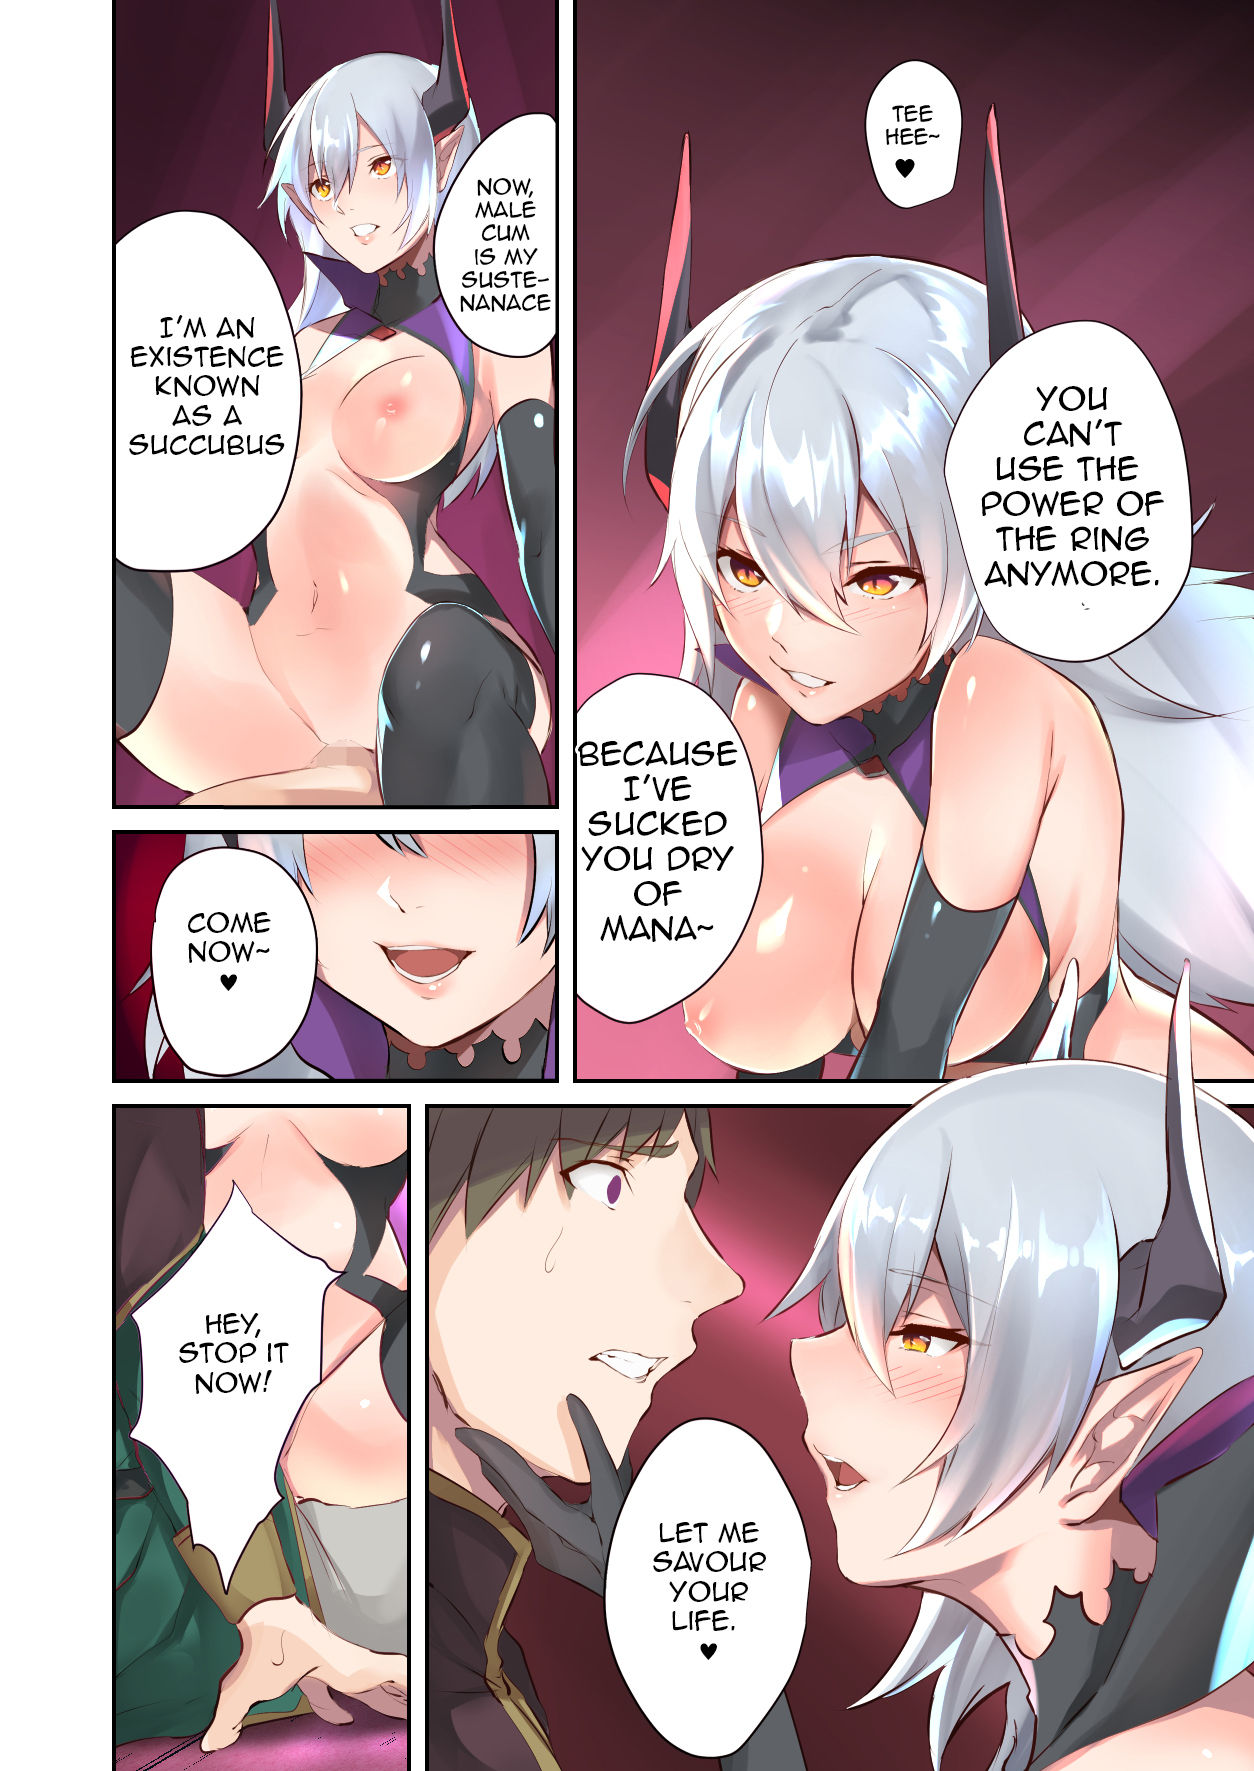 TEE
HEE~
♥
YOU
CAN'T
USE THE
POWER OF
THE RING
ANYMORE.
BECAUSE
I'VE
SUCKED
YOU DRY
OF
MANA~
NOW,
MALE
CUM
IS MY
SUSTE-
NANACE
I'M AN
EXISTENCE
KNOWN
AS A
SUCCUBUS
COME
NOW~
♥
LET ME
SAVOUR
YOUR
LIFE.
♥
HEY,
STOP IT
NOW!